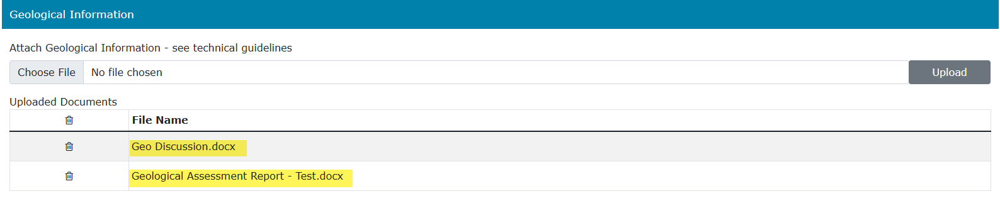 Geological Information
Attach Geological Information - see technical guidelines
Choose File No file chosen Upload
Uploaded Documents
File Name
Geo Discussion.docx
Geological Assessment Report - Test.docx